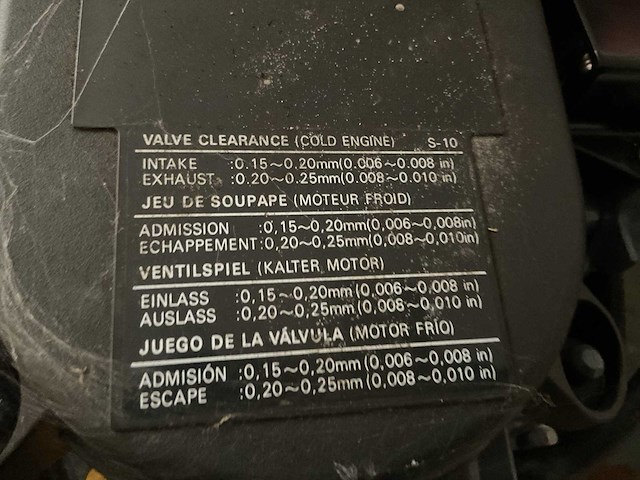 VALVE CLEARANCE (COLD ENGINE) S-10
INTAKE :0.15~0.20mm(0.006~0.008 in)
EXHAUST :0.20~0.25mm(0.008~0.010 in)
JEU DE SOUPAPE (MOTEUR FROID)
ADMISSION :0,15~0,20mm(0,006~0,008in)
ECHAPPEMENT:0,20~0,25mm(0,008~0,010in)
VENTILSPIEL (KALTER MOTOR)
EINLASS :0,15~0,20mm(0,006~0,008 in)
AUSLASS :0,20~0,25mm(0,008~0,010 in)
JUEGO DE LA VÁLVULA (MOTOR FRÍO)
ADMISIÓN :0,15~0,20mm(0,006~0,008 in)
ESCAPE :0,20~0,25mm(0,008~0,010 in)